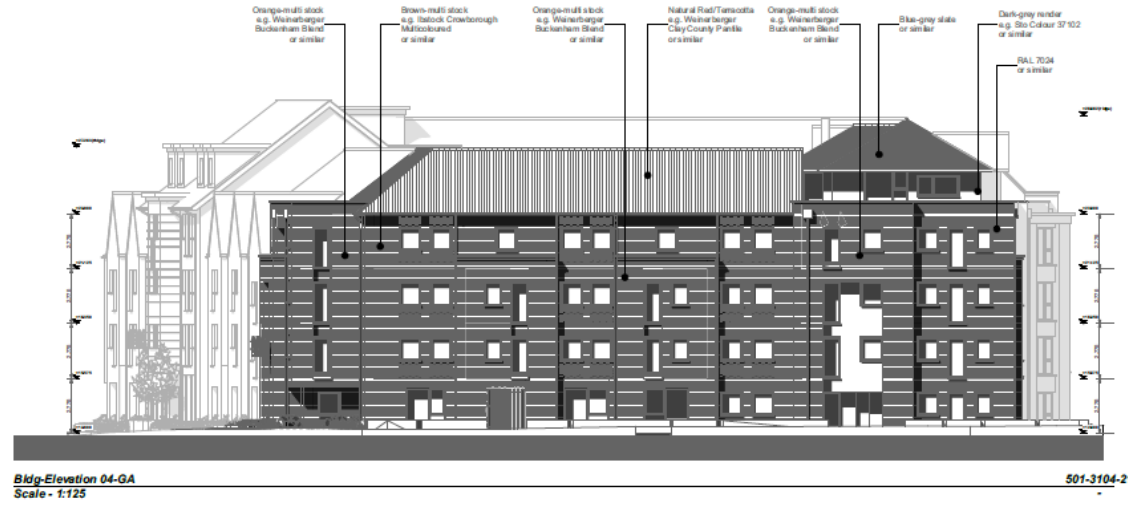 Orange-multi stock
e.g. Weinerberger
Buckenham Blend
or similar
Brown-multi stock
e.g. Ibstock Crowborough
Multicoloured
or similar
Orange-multi stock
e.g. Weinerberger
Buckenham Blend
or similar
Natural Red/Terracotta
e.g. Weinerberger
Clay County Pantile
or similar
Orange-multi stock
e.g. Weinerberger
Buckenham Blend
or similar
Blue-grey slate
or similar
Dark-grey render
e.g. Sto Colour 37102
or similar
RAL 7024
or similar
Bldg-Elevation 04-GA
501-3104-2
Scale - 1:125
-